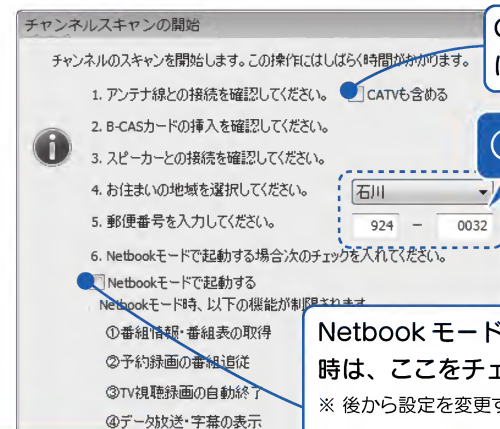 チャンネルスキャンの開始
チャンネルのスキャンを開始します。この操作にはしばらく時間がかかります。
1. アンテナ線との接続を確認してください。 CATVも含める
2. B-CASカードの挿入を確認してください。
3. スピーカーとの接続を確認してください。
4. お住まいの地域を選択してください。 石川
5. 郵便番号を入力してください。 924 - 0032
6. Netbookモードで起動する場合次のチェックを入れてください。
Netbookモードで起動する
Netbookモード時、以下の機能が制限されます
①番組情報・番組表の取得
②予約録画の番組追従
③TV視聴録画の自動終了
④データ放送・字幕の表示
Netbook モード
時は、ここをチェ
※ 後から設定を変更す